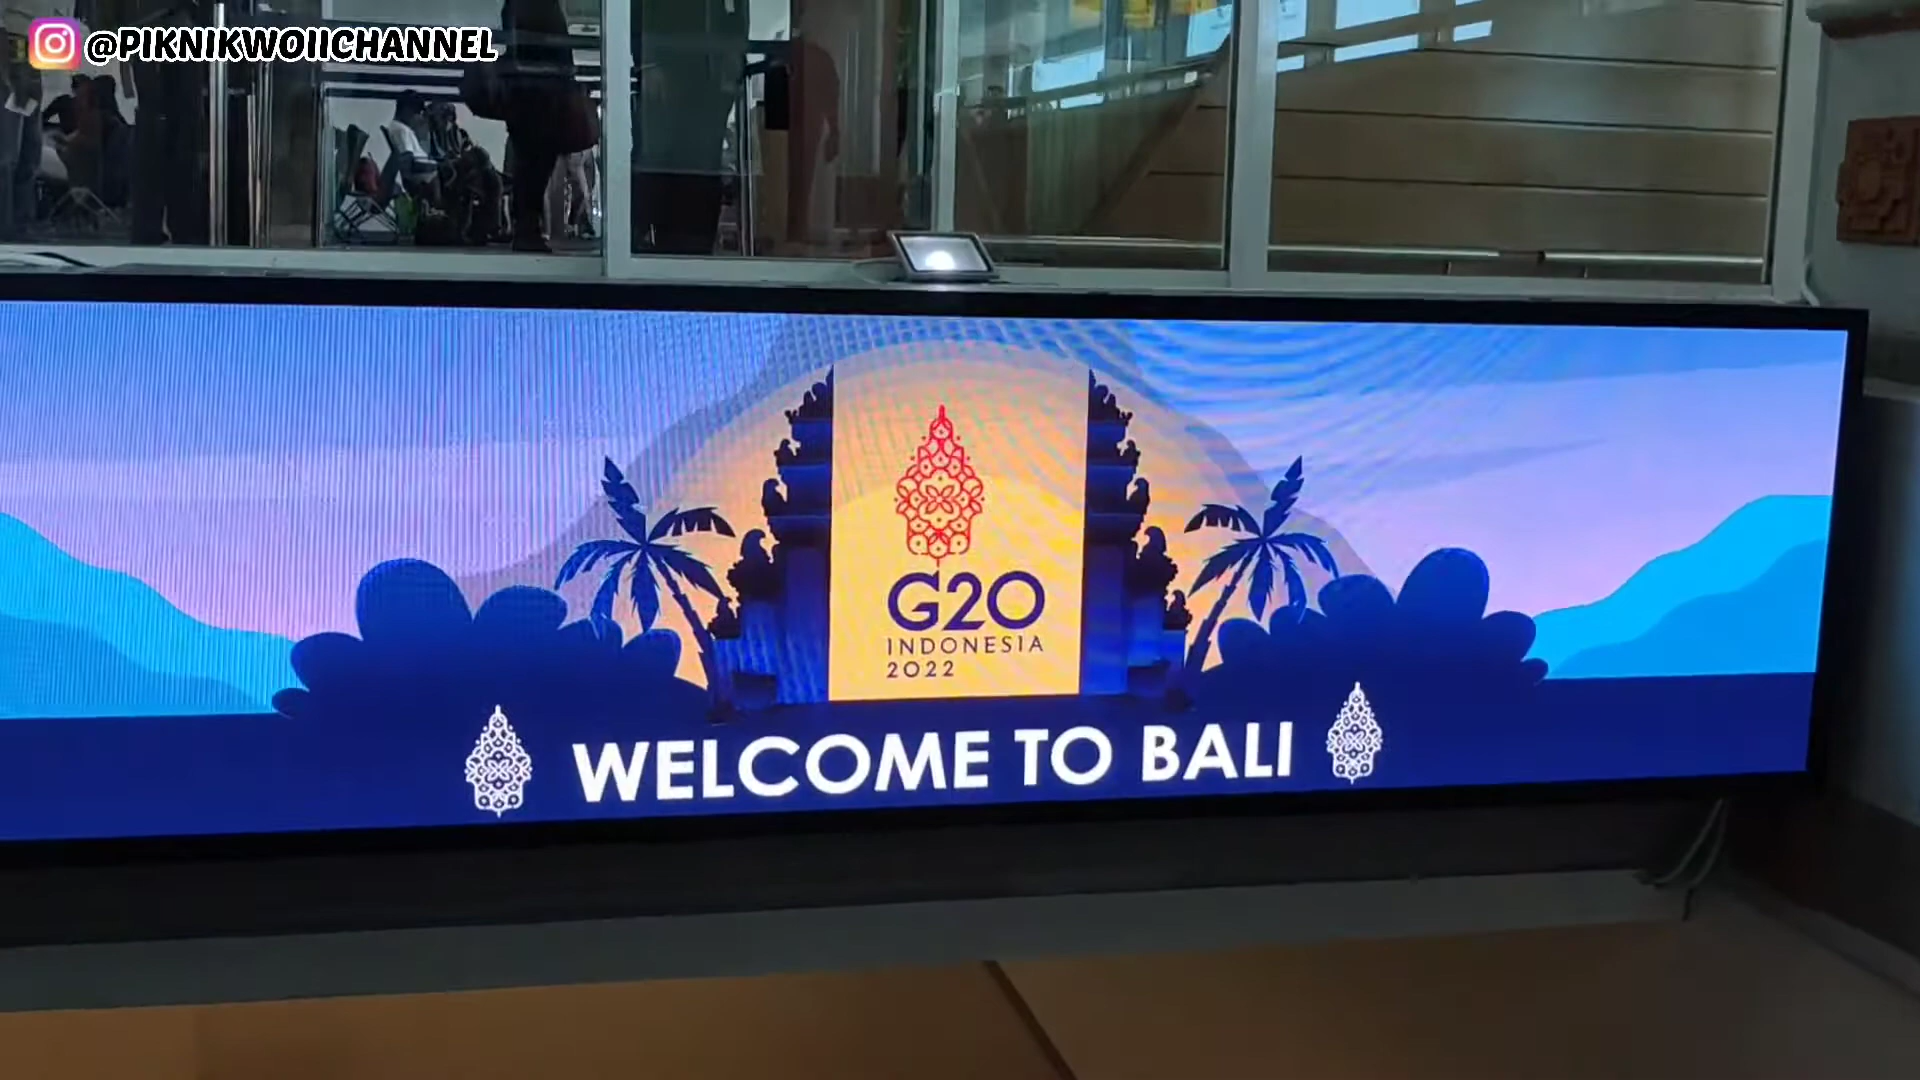 @PIKNIKWOIICHANNEL
G20
INDONESIA
2022
WELCOME TO BALI